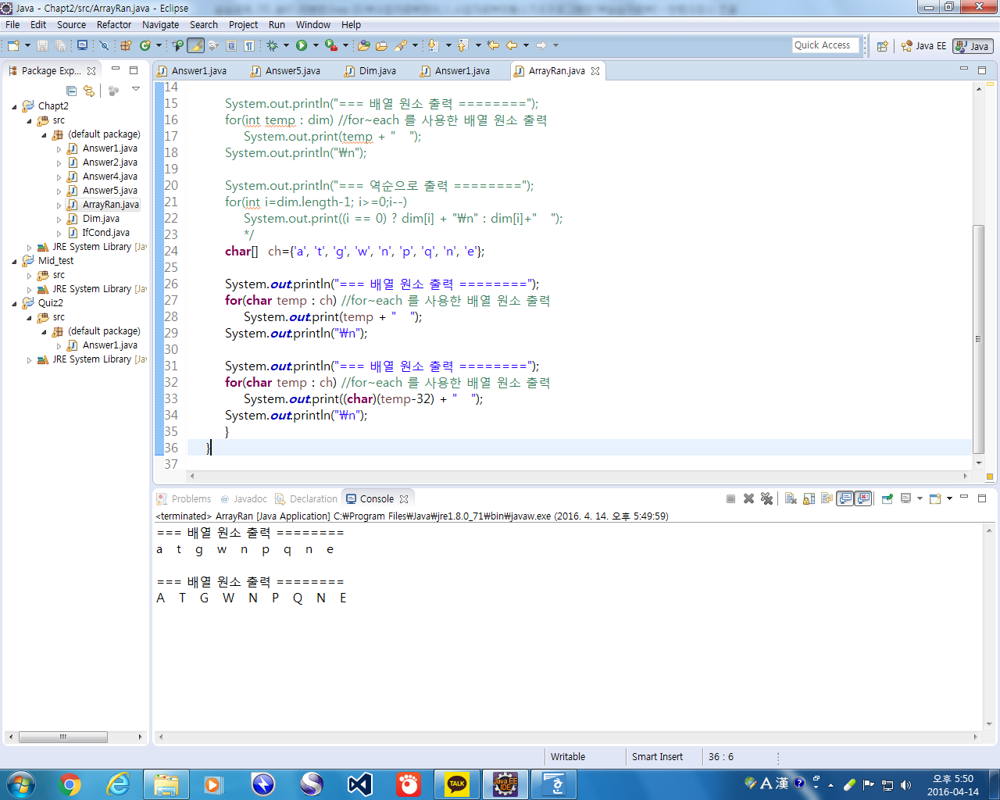 Java - Chapt2/src/ArrayRan.java - Eclipse
File Edit Source Refactor Navigate Search Project Run Window Help
Quick Access Java EE Java
Package Exp...
Chapt2
src
(default package)
Answer1.java
Answer2.java
Answer4.java
Answer5.java
ArrayRan.java
Dim.java
IfCond.java
JRE System Library [Ja
Mid_test
src
JRE System Library [Ja
Quiz2
src
(default package)
Answer1.java
JRE System Library [Ja
Answer1.java Answer5.java Dim.java Answer1.java ArrayRan.java
14
15 System.out.println("=== 배열 원소 출력 ========");
16 for(int temp : dim) //for~each 를 사용한 배열 원소 출력
17 System.out.print(temp + "   ");
18 System.out.println("₩n");
19
20 System.out.println("=== 역순으로 출력 ========");
21 for(int i=dim.length-1; i>=0;i--)
22 System.out.print((i == 0) ? dim[i] + "₩n" : dim[i]+"   ");
23 */
24 char[] ch={'a', 't', 'g', 'w', 'n', 'p', 'q', 'n', 'e'};
25
26 System.out.println("=== 배열 원소 출력 ========");
27 for(char temp : ch) //for~each 를 사용한 배열 원소 출력
28 System.out.print(temp + "   ");
29 System.out.println("₩n");
30
31 System.out.println("=== 배열 원소 출력 ========");
32 for(char temp : ch) //for~each 를 사용한 배열 원소 출력
33 System.out.print((char)(temp-32) + "   ");
34 System.out.println("₩n");
35 }
36 }
37
Problems @ Javadoc Declaration Console
<terminated> ArrayRan [Java Application] C:₩Program Files₩Java₩jre1.8.0_71₩bin₩javaw.exe (2016. 4. 14. 오후 5:49:59)
=== 배열 원소 출력 ========
a t g w n p q n e
=== 배열 원소 출력 ========
A T G W N P Q N E
Writable Smart Insert 36 : 6
TALK Java EE IDE 한 A 漢 ? 오후 5:50
2016-04-14